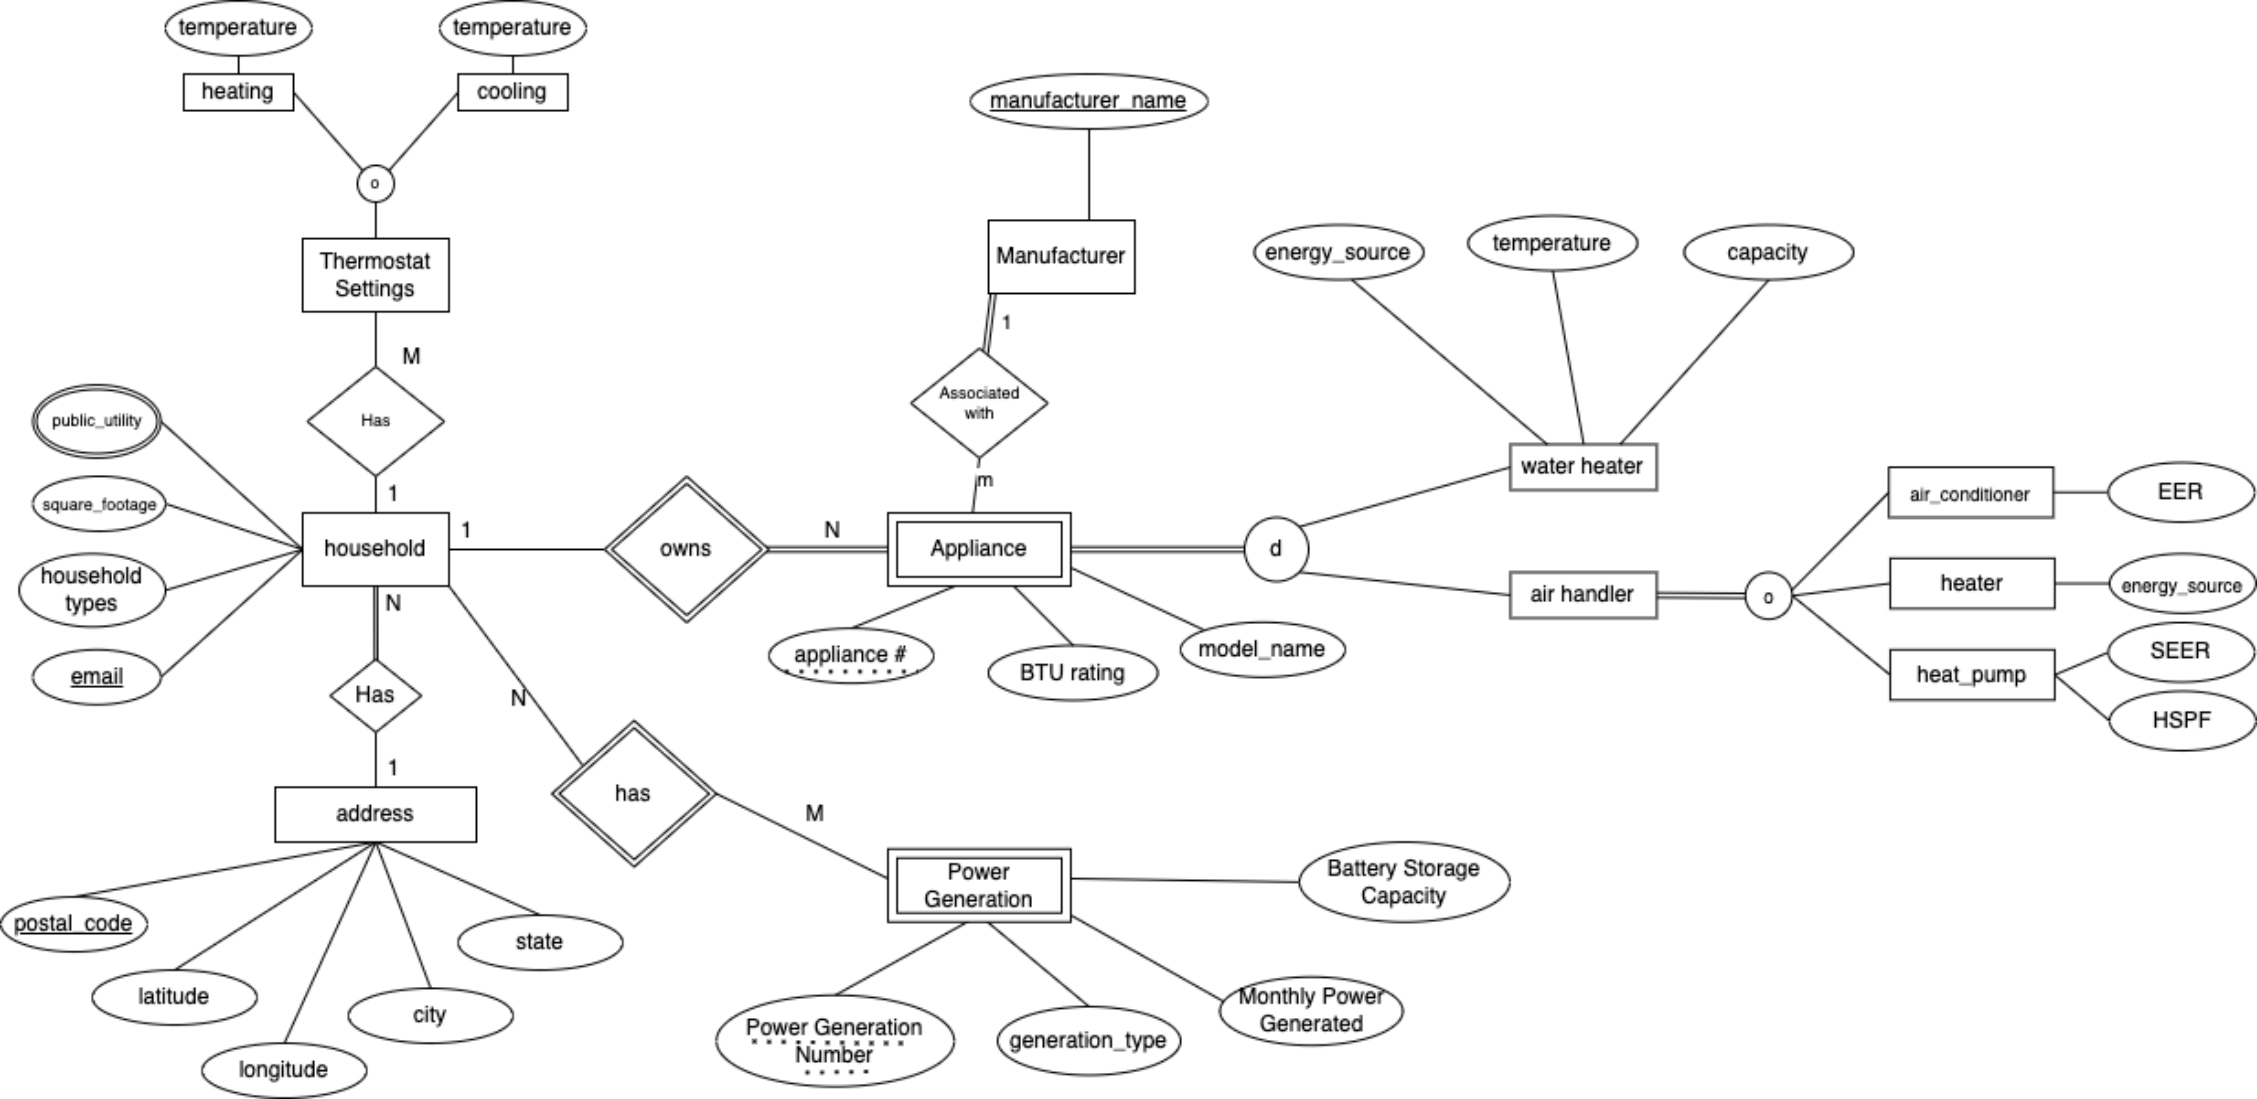 temperature
temperature
heating
cooling
o
Thermostat
Settings
M
Has
1
public_utility
square_footage
household
types
email
household
1
owns
N
Appliance
manufacturer_name
Manufacturer
1
Associated
with
m
appliance #
BTU rating
model_name
d
energy_source
temperature
capacity
water heater
air handler
o
air_conditioner
EER
heater
energy_source
heat_pump
SEER
HSPF
N
Has
1
address
postal_code
latitude
longitude
city
state
N
has
M
Power
Generation
Battery Storage
Capacity
Monthly Power
Generated
generation_type
Power Generation
Number